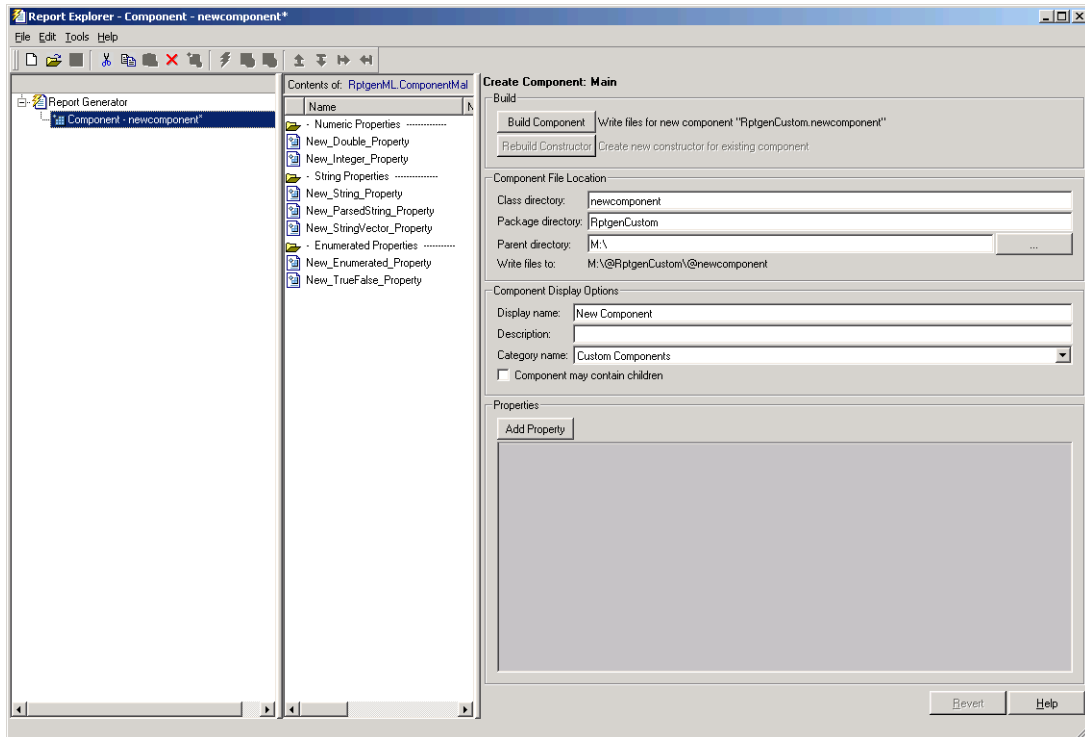 Report Explorer - Component - newcomponent*
File Edit Tools Help
Report Generator
Component - newcomponent*
Contents of: RptgenML.ComponentMal
Name N
- Numeric Properties --------------
New_Double_Property
New_Integer_Property
- String Properties ---------------
New_String_Property
New_ParsedString_Property
New_StringVector_Property
- Enumerated Properties ----------
New_Enumerated_Property
New_TrueFalse_Property
Create Component: Main
Build
Build Component Write files for new component "RptgenCustom.newcomponent"
Rebuild Constructor Create new constructor for existing component
Component File Location
Class directory: newcomponent
Package directory: RptgenCustom
Parent directory: M:\ ...
Write files to: M:\@RptgenCustom\@newcomponent
Component Display Options
Display name: New Component
Description:
Category name: Custom Components
Component may contain children
Properties
Add Property
Revert Help